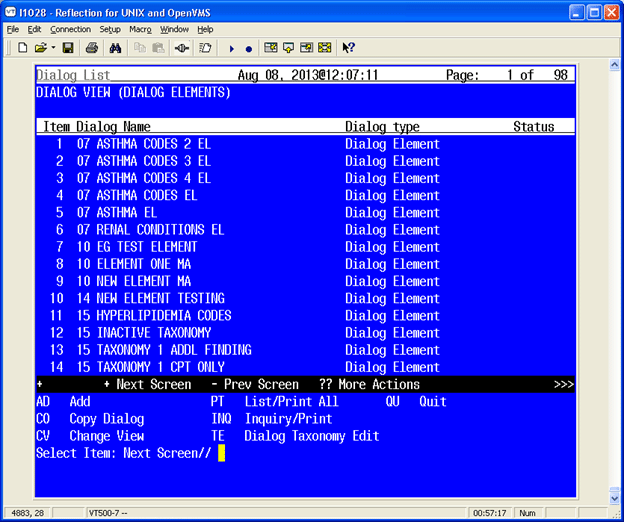 I1028 - Reflection for UNIX and OpenVMS
File Edit Connection Setup Macro Window Help
Dialog List Aug 08, 2013@12:07:11 Page: 1 of 98
DIALOG VIEW (DIALOG ELEMENTS)
Item Dialog Name Dialog type Status
1 07 ASTHMA CODES 2 EL Dialog Element
2 07 ASTHMA CODES 3 EL Dialog Element
3 07 ASTHMA CODES 4 EL Dialog Element
4 07 ASTHMA CODES EL Dialog Element
5 07 ASTHMA EL Dialog Element
6 07 RENAL CONDITIONS EL Dialog Element
7 10 EG TEST ELEMENT Dialog Element
8 10 ELEMENT ONE MA Dialog Element
9 10 NEW ELEMENT MA Dialog Element
10 14 NEW ELEMENT TESTING Dialog Element
11 15 HYPERLIPIDEMIA CODES Dialog Element
12 15 INACTIVE TAXONOMY Dialog Element
13 15 TAXONOMY 1 ADDL FINDING Dialog Element
14 15 TAXONOMY 1 CPT ONLY Dialog Element
+ + Next Screen - Prev Screen ?? More Actions >>>
AD Add PT List/Print All QU Quit
CO Copy Dialog INQ Inquiry/Print
CV Change View TE Dialog Taxonomy Edit
Select Item: Next Screen//
4883, 28 VT500-7 -- 00:57:17 Num